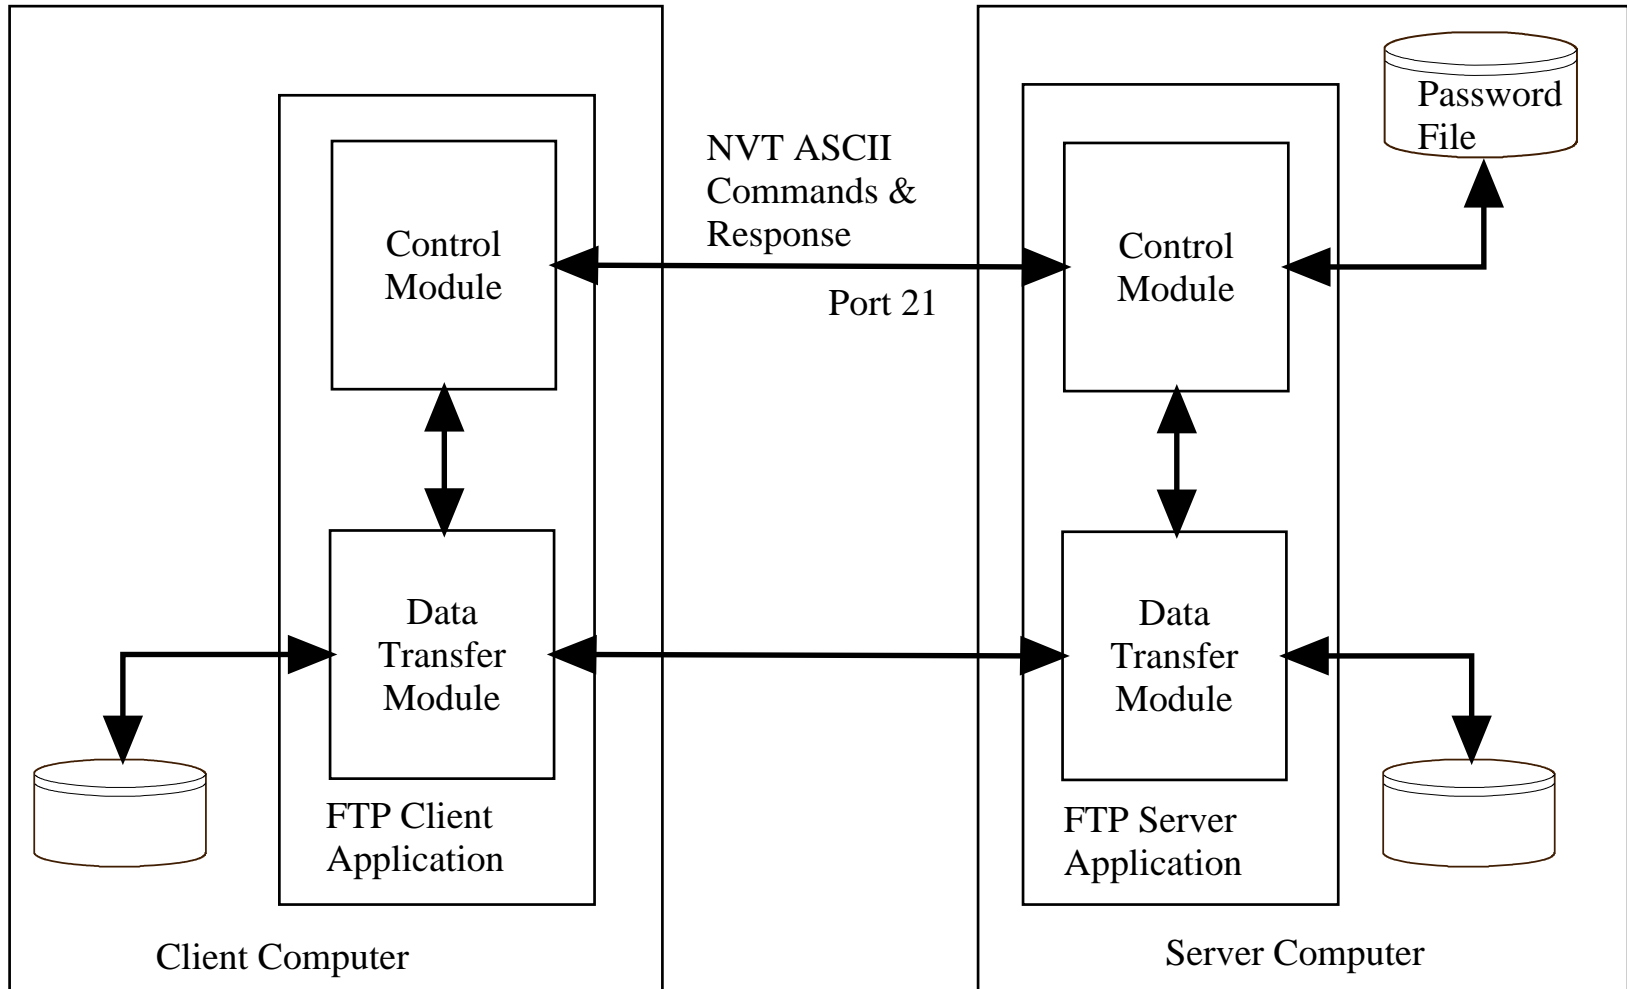 Password
File
NVT ASCII
Commands &
Response
Control
Module
Control
Module
Port 21
Data
Transfer
Module
Data
Transfer
Module
FTP Client
Application
FTP Server
Application
Client Computer
Server Computer